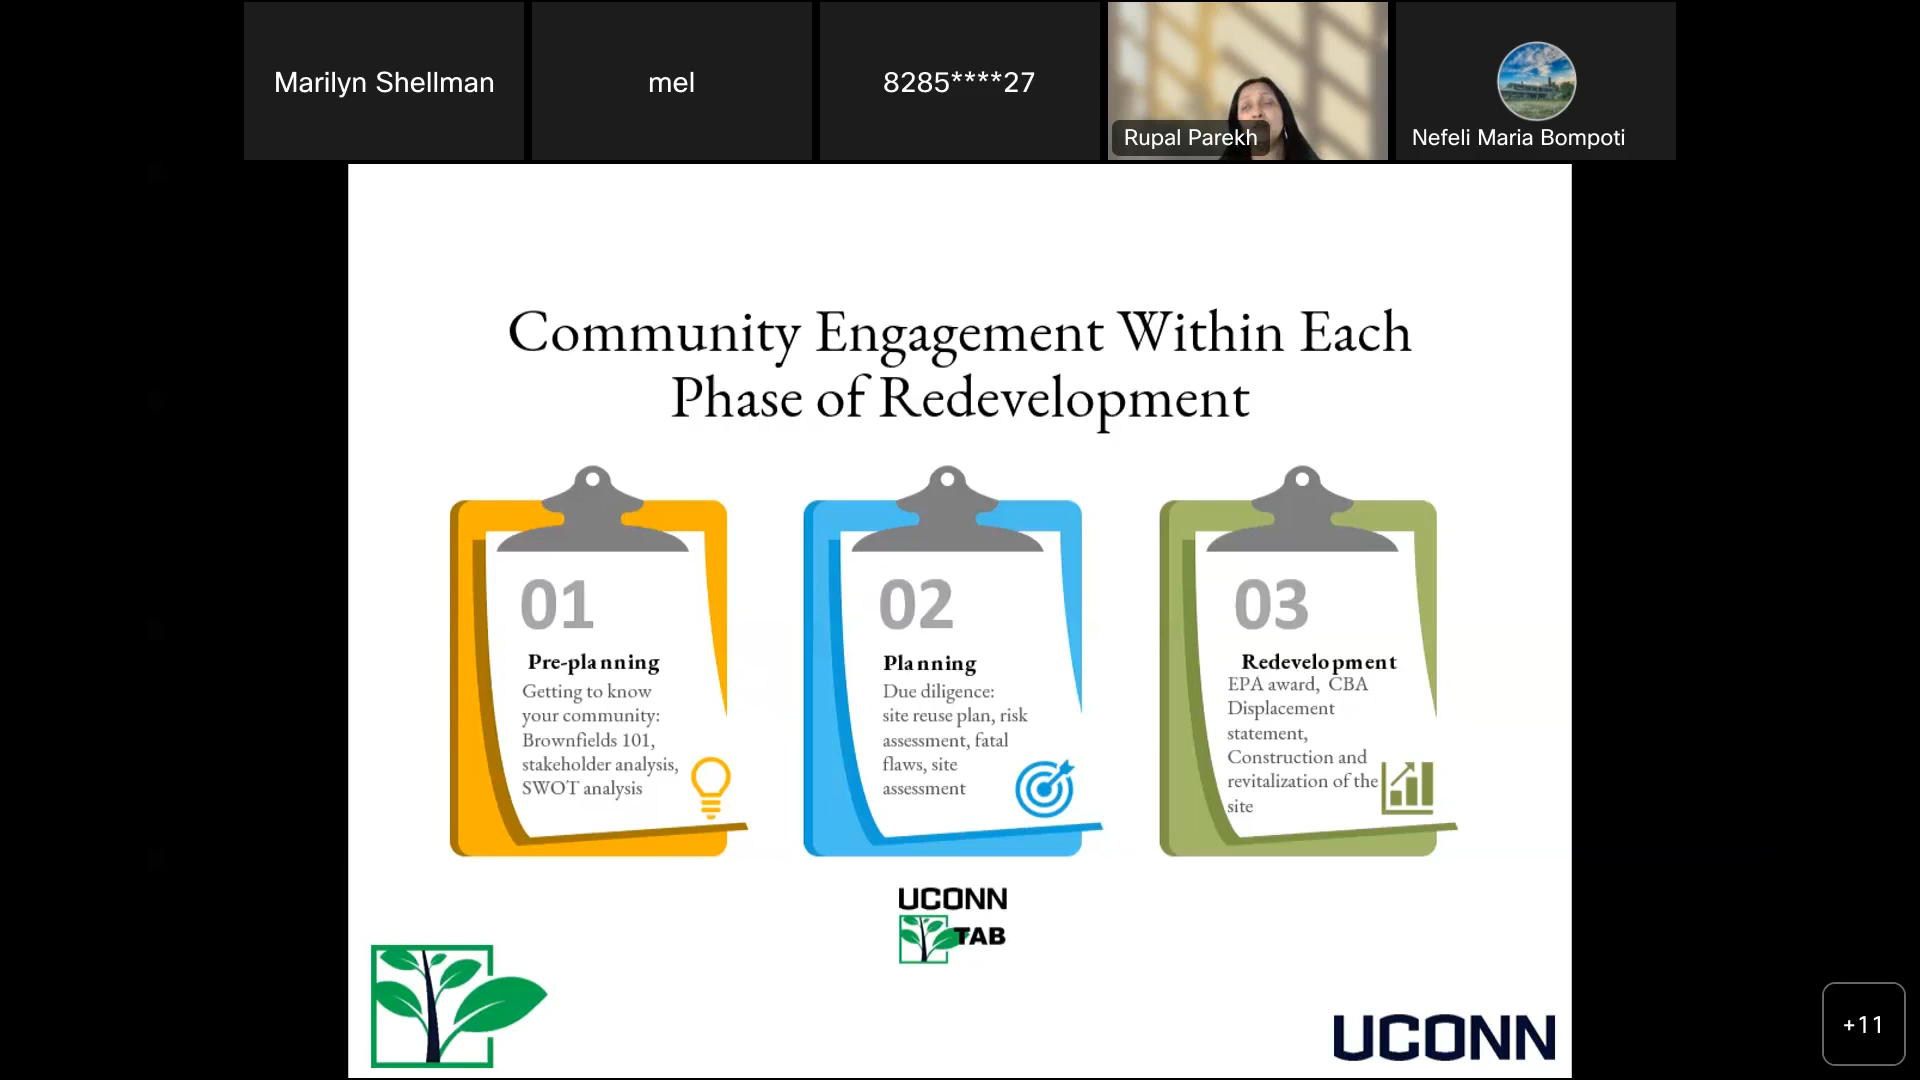 Marilyn Shellman
mel
8285****27
Rupal Parekh
Nefeli Maria Bompoti
Community Engagement Within Each
Phase of Redevelopment
01
Pre-planning
Getting to know
your community:
Brownfields 101,
stakeholder analysis,
SWOT analysis
02
Planning
Due diligence:
site reuse plan, risk
assessment, fatal
flaws, site
assessment
03
Redevelopment
EPA award, CBA
Displacement
statement,
Construction and
revitalization of the
site
UCONN
TAB
UCONN
+11